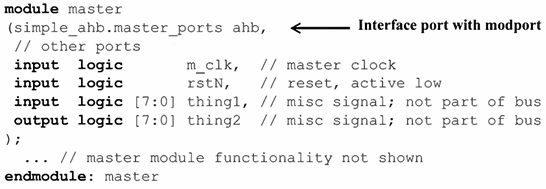 module master
(simple_ahb.master_ports ahb, Interface port with modport
// other ports
input logic m_clk, // master clock
input logic rstN, // reset, active low
input logic [7:0] thing1, // misc signal; not part of bus
output logic [7:0] thing2 // misc signal; not part of bus
);
... // master module functionality not shown
endmodule: master